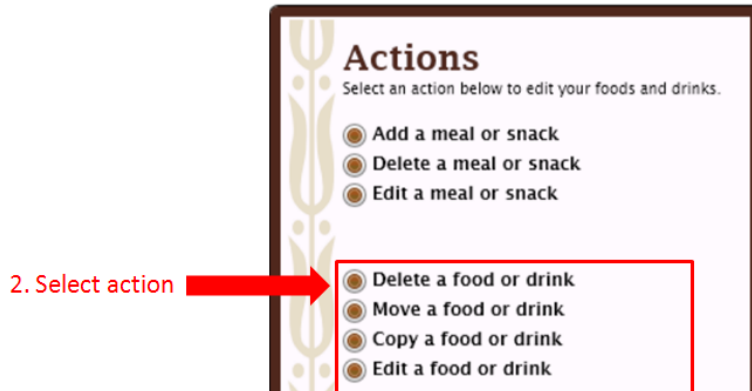 Actions
Select an action below to edit your foods and drinks.
Add a meal or snack
Delete a meal or snack
Edit a meal or snack
2. Select action
Delete a food or drink
Move a food or drink
Copy a food or drink
Edit a food or drink